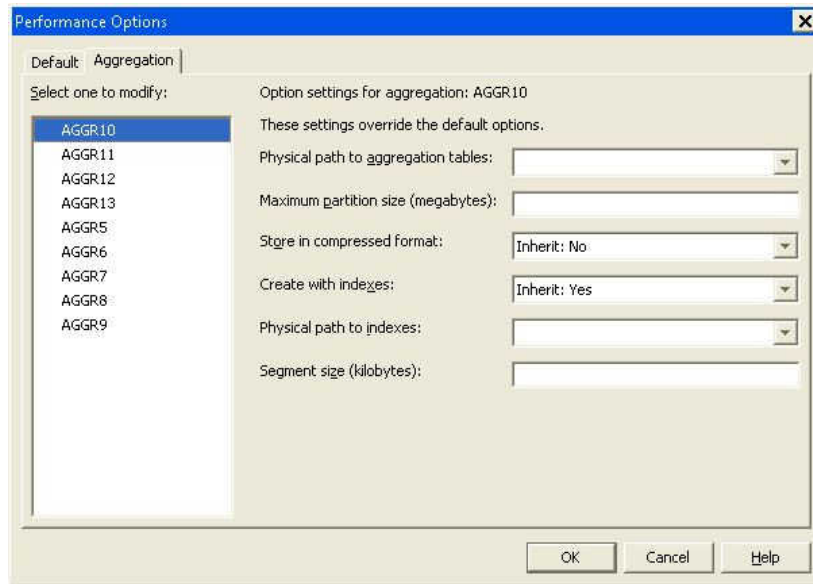 Performance Options
Default Aggregation
Select one to modify:
AGGR10
AGGR11
AGGR12
AGGR13
AGGR5
AGGR6
AGGR7
AGGR8
AGGR9
Option settings for aggregation: AGGR10
These settings override the default options.
Physical path to aggregation tables:
Maximum partition size (megabytes):
Store in compressed format: Inherit: No
Create with indexes: Inherit: Yes
Physical path to indexes:
Segment size (kilobytes):
OK Cancel Help